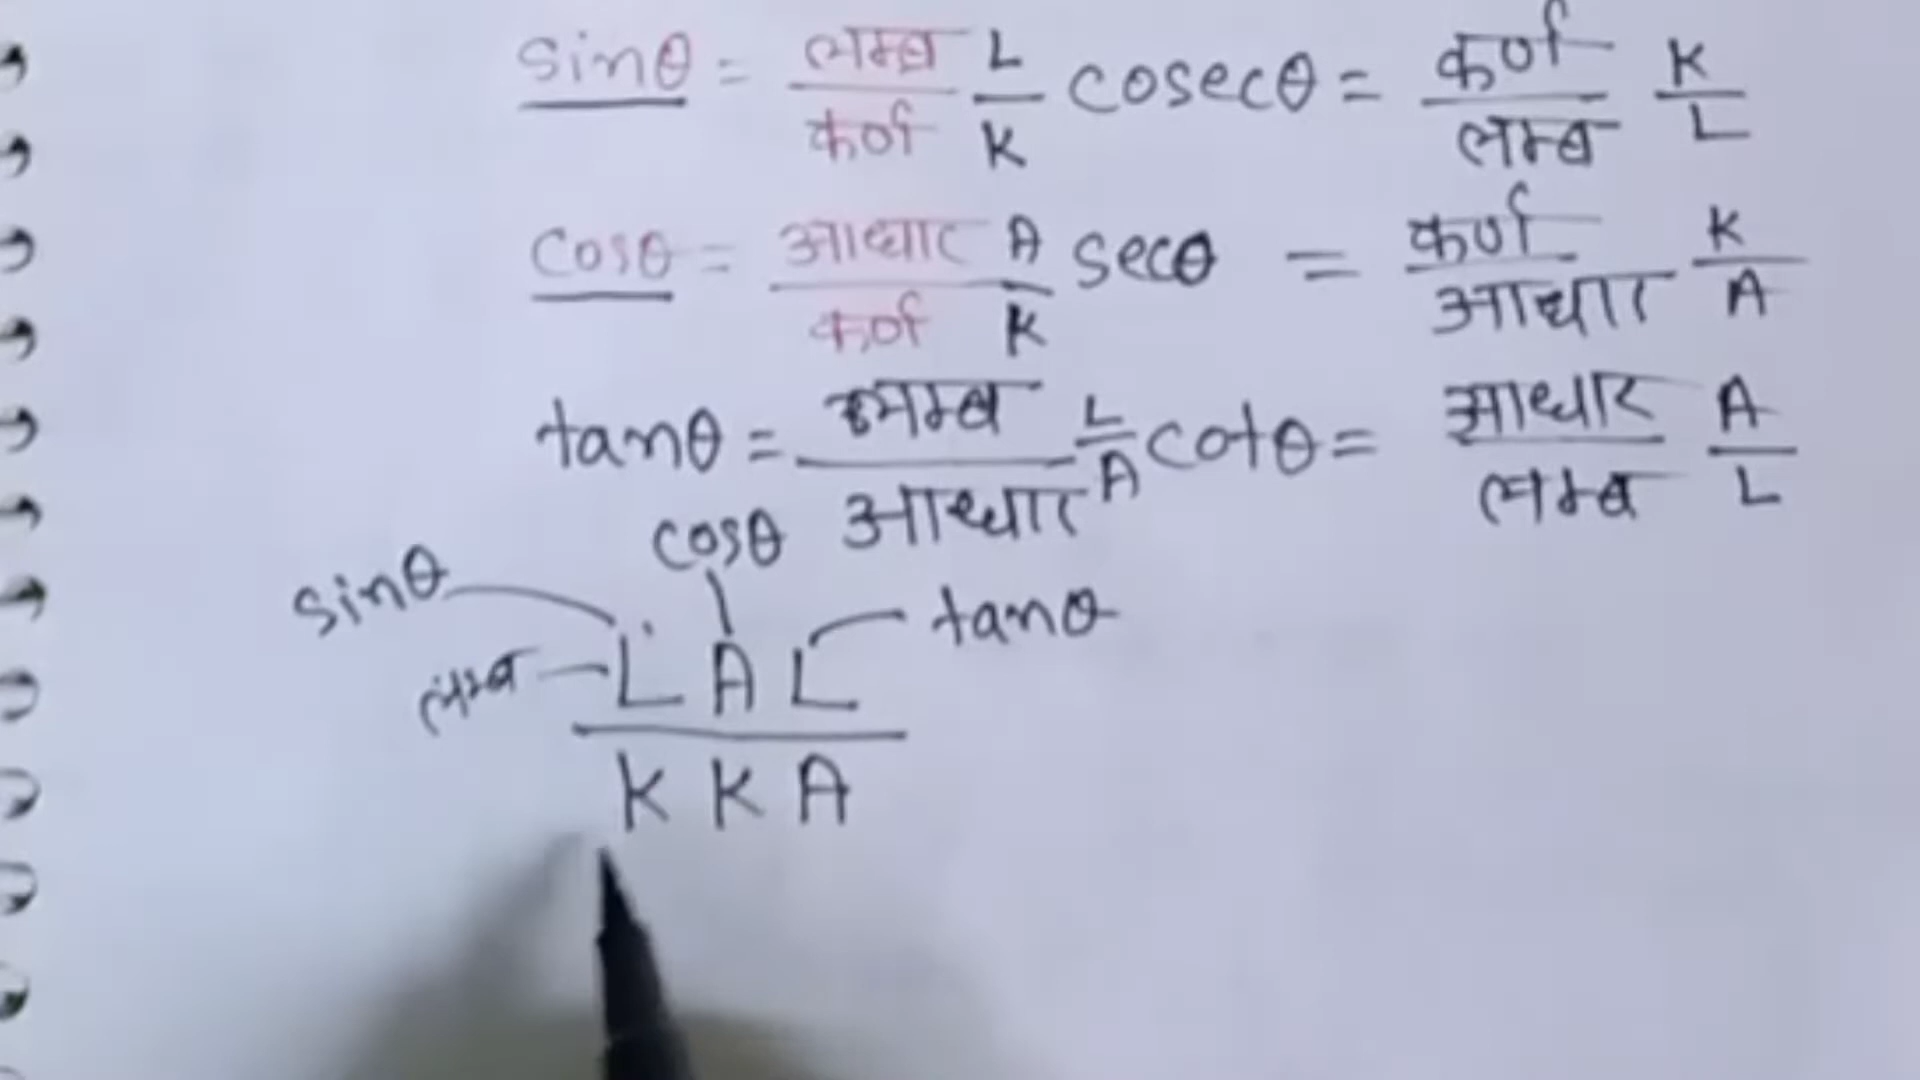 sinθ = लम्ब L cosecθ = कर्ण K
कर्ण K लम्ब L
cosθ = आधार A secθ = कर्ण K
कर्ण K आधार A
tanθ = लम्ब L cotθ = आधार A
आधार A लम्ब L
cosθ
sinθ tanθ
लम्ब L A L
K K A